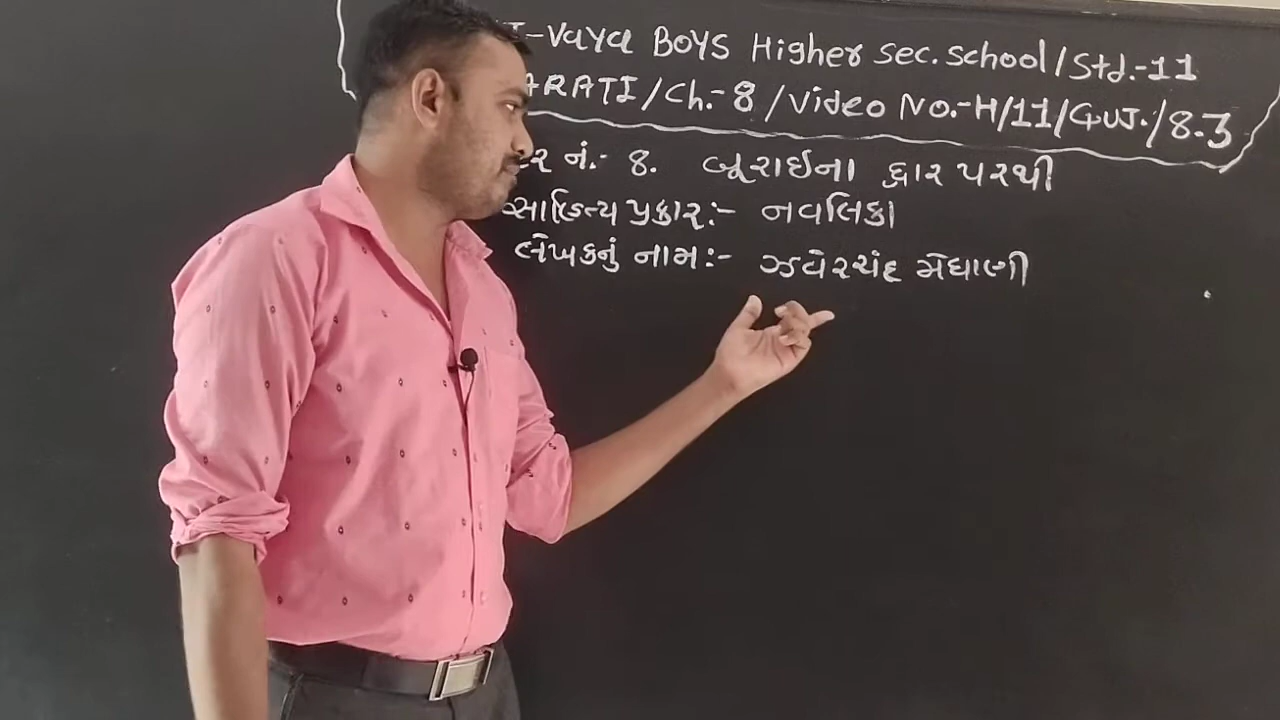 -Vaya Boys Higher Sec. School/Std.-11
ARATI/Ch.-8/Video No.-H/11/Guj./8.3
નં.- 8. બૂરાઈના દ્વાર પરથી
સાહિત્ય પ્રકાર:- નવલિકા
લેખકનું નામ:- ઝવેરચંદ મેઘાણી